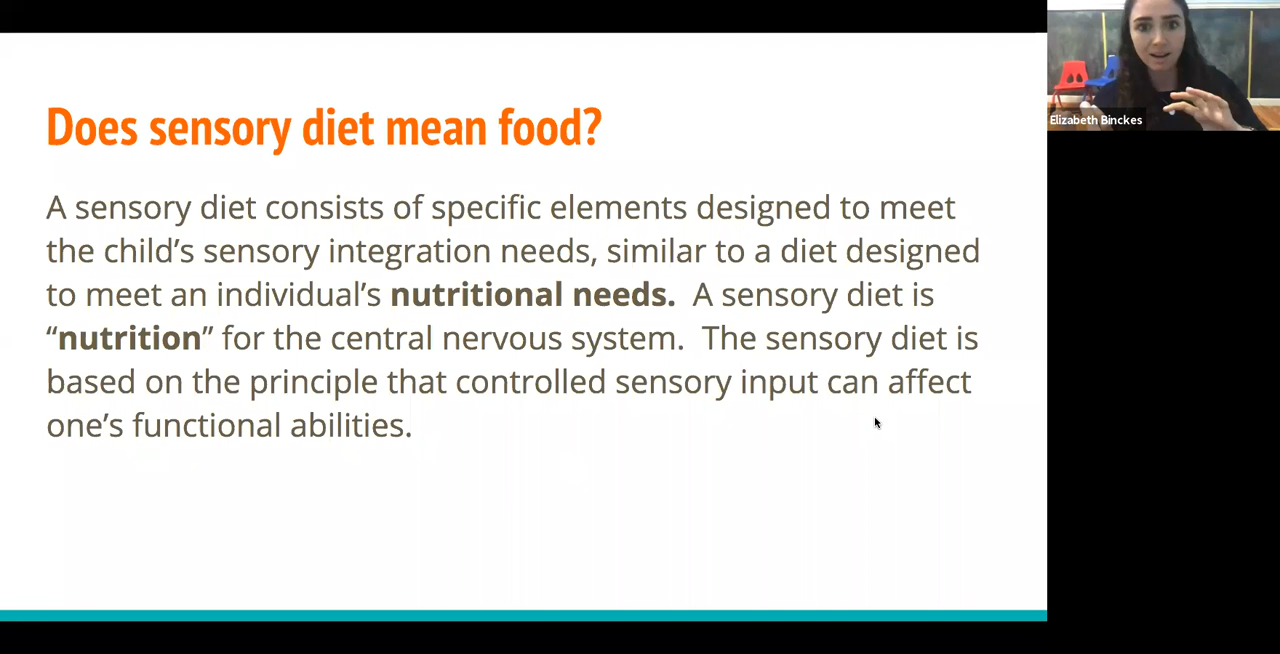 Does sensory diet mean food?
A sensory diet consists of specific elements designed to meet
the child’s sensory integration needs, similar to a diet designed
to meet an individual’s nutritional needs.  A sensory diet is
“nutrition” for the central nervous system.  The sensory diet is
based on the principle that controlled sensory input can affect
one’s functional abilities.
Elizabeth Binckes